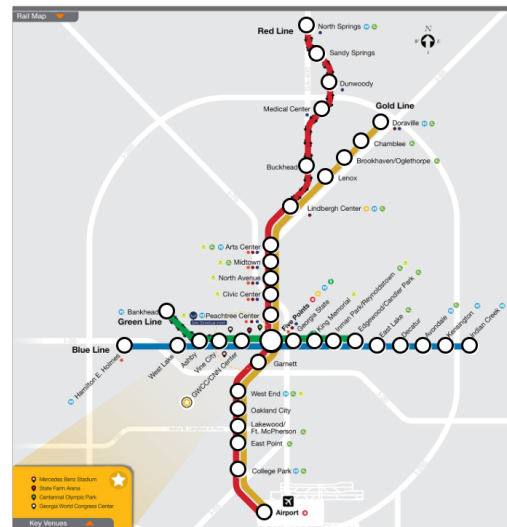 Rail Map
North Springs
Red Line
N
W
E
S
Sandy Springs
Dunwoody
Medical Center
Gold Line
Doraville
Chamblee
Brookhaven/Oglethorpe
Buckhead
Lenox
Lindbergh Center
Arts Center
Midtown
North Avenue
Civic Center
Peachtree Center
Bankhead
Green Line
Blue Line
Hamilton E. Holmes
West Lake
Ashby
Vine City
GWCC/CNN Center
Five Points
Georgia State
King Memorial
Inman Park/Reynoldstown
Edgewood/Candler Park
East Lake
Decatur
Avondale
Kensington
Indian Creek
Garnett
West End
Oakland City
Lakewood/
Ft. McPherson
East Point
College Park
Airport
Mercedes Benz Stadium
State Farm Arena
Centennial Olympic Park
Georgia World Congress Center
Key Venues